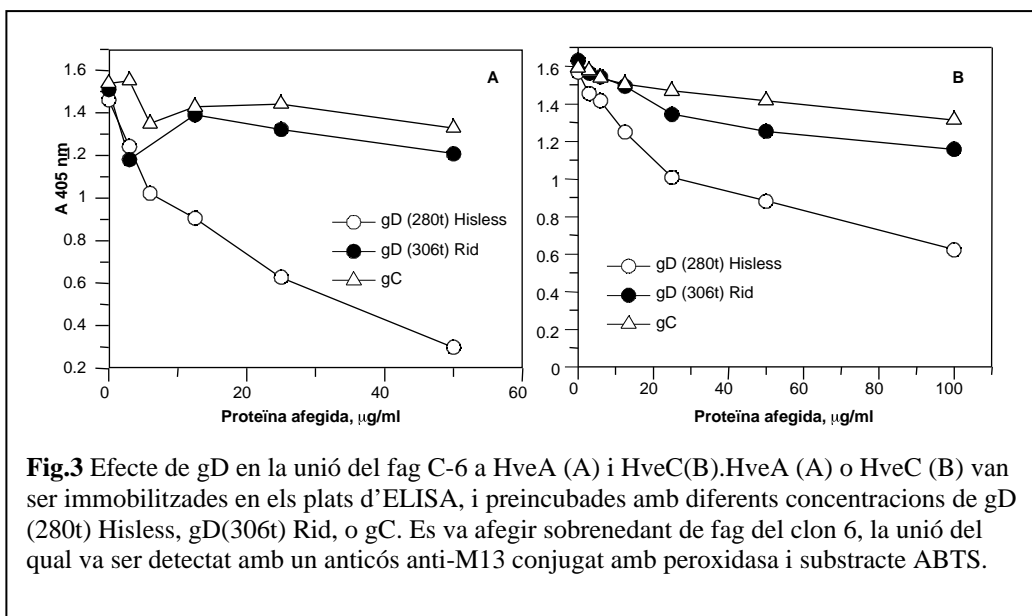 A
1.6
1.4
1.2
1
0.8
0.6
0.4
0.2
A 405 nm
gD (280t) Hisless
gD (306t) Rid
gC
0 20 40 60
Proteïna afegida, µg/ml
B
1.6
1.4
1.2
1
0.8
0.6
0.4
0.2
0
gD (280t) Hisless
gD (306t) Rid
gC
0 20 40 60 80 100
Proteïna afegida, µg/ml
Fig.3 Efecte de gD en la unió del fag C-6 a HveA (A) i HveC(B).HveA (A) o HveC (B) van
ser immobilitzades en els plats d’ELISA, i preincubades amb diferents concentracions de gD
(280t) Hisless, gD(306t) Rid, o gC. Es va afegir sobrenedant de fag del clon 6, la unió del
qual va ser detectat amb un anticós anti-M13 conjugat amb peroxidasa i substracte ABTS.